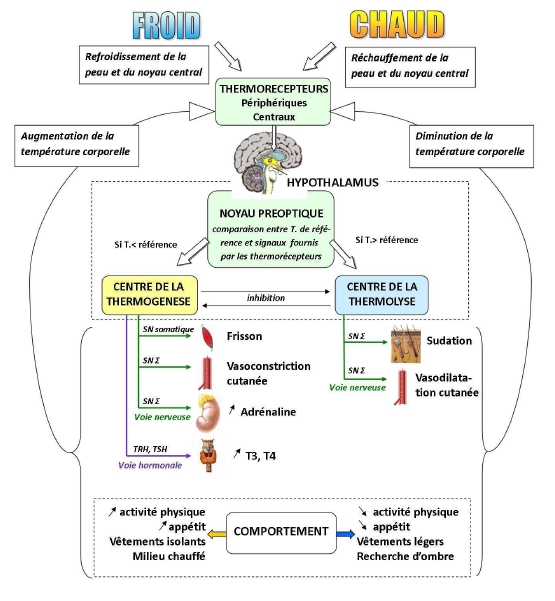 FROID
CHAUD
Refroidissement de la
peau et du noyau central
Réchauffement de la
peau et du noyau central
THERMORECEPTEURS
Périphériques
Centraux
Augmentation de la
température corporelle
Diminution de la
température corporelle
HYPOTHALAMUS
NOYAU PREOPTIQUE
comparaison entre T. de réfé-
rence et signaux fournis
par les thermorécepteurs
Si T.< référence
Si T.> référence
CENTRE DE LA
THERMOGENESE
inhibition
CENTRE DE LA
THERMOLYSE
SN somatique
Frisson
SN Σ
Vasoconstriction
cutanée
SN Σ
Voie nerveuse
↗ Adrénaline
TRH, TSH
Voie hormonale
↗ T3, T4
SN Σ
Sudation
SN Σ
Voie nerveuse
Vasodilata-
tion cutanée
↗ activité physique
↗ appétit
Vêtements isolants
Milieu chauffé
COMPORTEMENT
↘ activité physique
↘ appétit
Vêtements légers
Recherche d'ombre